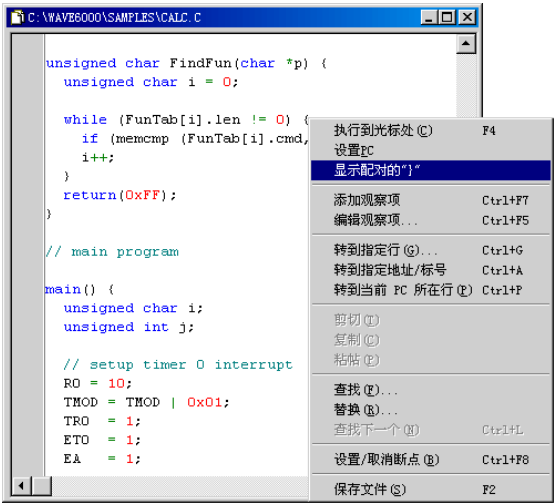 C:\WAVE6000\SAMPLES\CALC.C
unsigned char FindFun(char *p) {
unsigned char i = 0;
while (FunTab[i].len != 0) {
if (memcmp (FunTab[i].cmd,
i++;
}
return(0xFF);
}
// main program
main() {
unsigned char i;
unsigned int j;
// setup timer 0 interrupt
R0 = 10;
TMOD = TMOD | 0x01;
TR0 = 1;
ET0 = 1;
EA = 1;
执行到光标处(C) F4
设置PC
显示配对的"}"
添加观察项 Ctrl+F7
编辑观察项... Ctrl+F5
转到指定行(G)... Ctrl+G
转到指定地址/标号 Ctrl+A
转到当前 PC 所在行(P) Ctrl+P
剪切(T)
复制(C)
粘帖(P)
查找(F)...
替换(R)...
查找下一个(N) Ctrl+L
设置/取消断点(B) Ctrl+F8
保存文件(S) F2